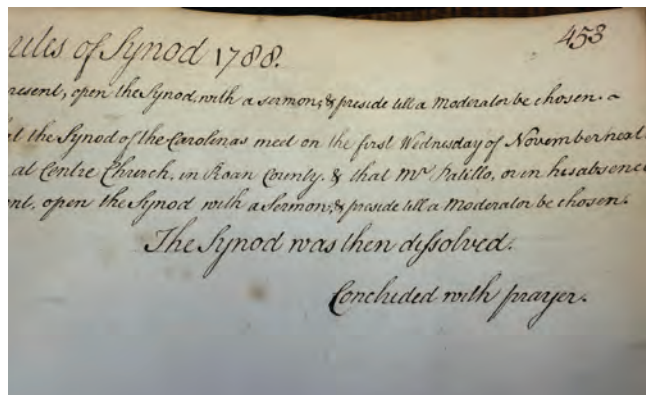 ules of Synod 1788.
453
resent, open the Synod, with a sermon, & preside till a Moderator be chosen. ~
at the Synod of the Carolinas meet on the first Wednesday of November next
at Centre Church, in Roan County. & that Mr. Patillo, or in his absence
ent, open the Synod with a Sermon, & preside till a Moderator be chosen.
The Synod was then dissolved.
Concluded with prayer.